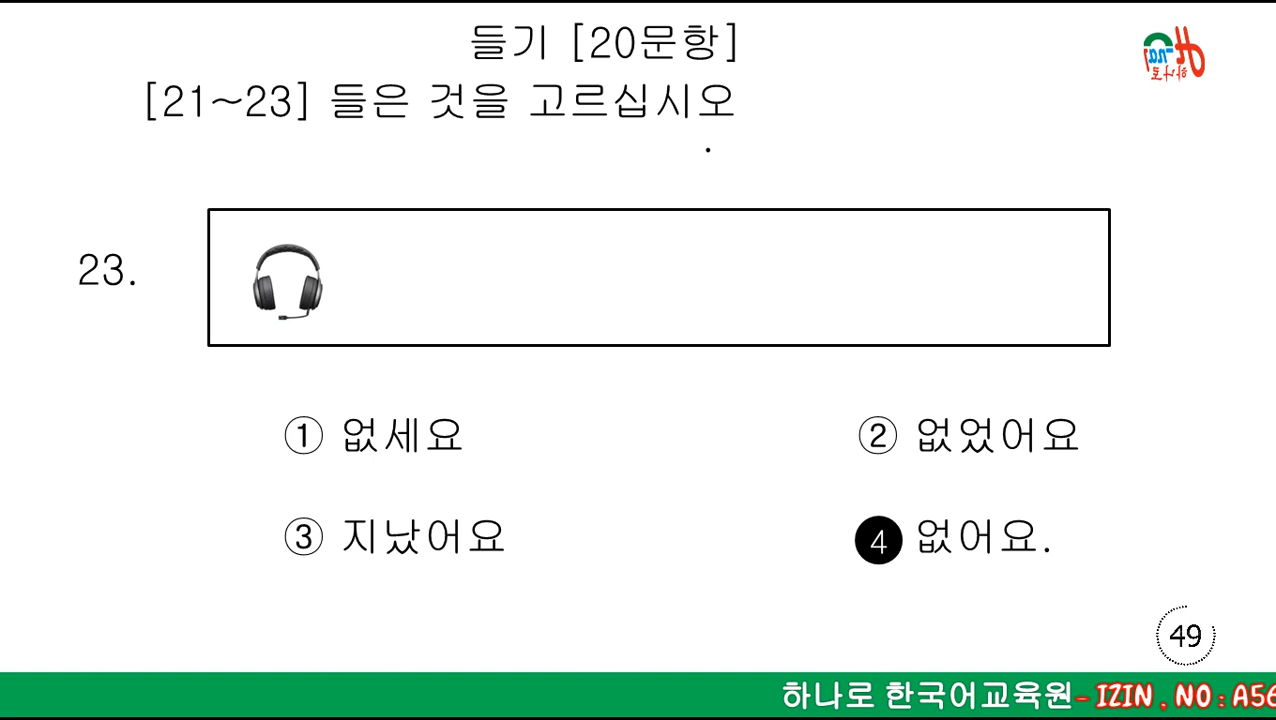 들기 [20문항]
[21~23] 들은 것을 고르십시오
.
23.
① 없세요
② 없었어요
③ 지났어요
4 없어요.
49
하나로 한국어교육원- IZIN . NO : A56